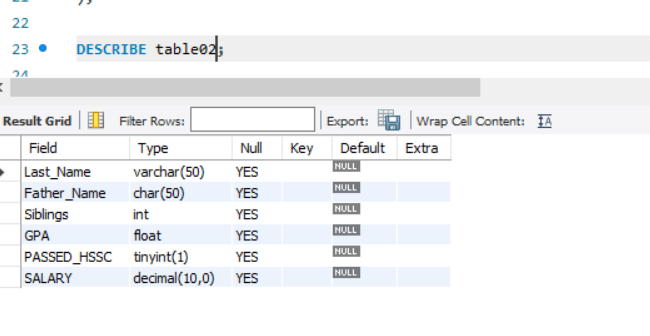 );
22
23 DESCRIBE table02;
24
Result Grid Filter Rows: Export: Wrap Cell Content: IA
Field Type Null Key Default Extra
Last_Name varchar(50) YES NULL
Father_Name char(50) YES NULL
Siblings int YES NULL
GPA float YES NULL
PASSED_HSSC tinyint(1) YES NULL
SALARY decimal(10,0) YES NULL